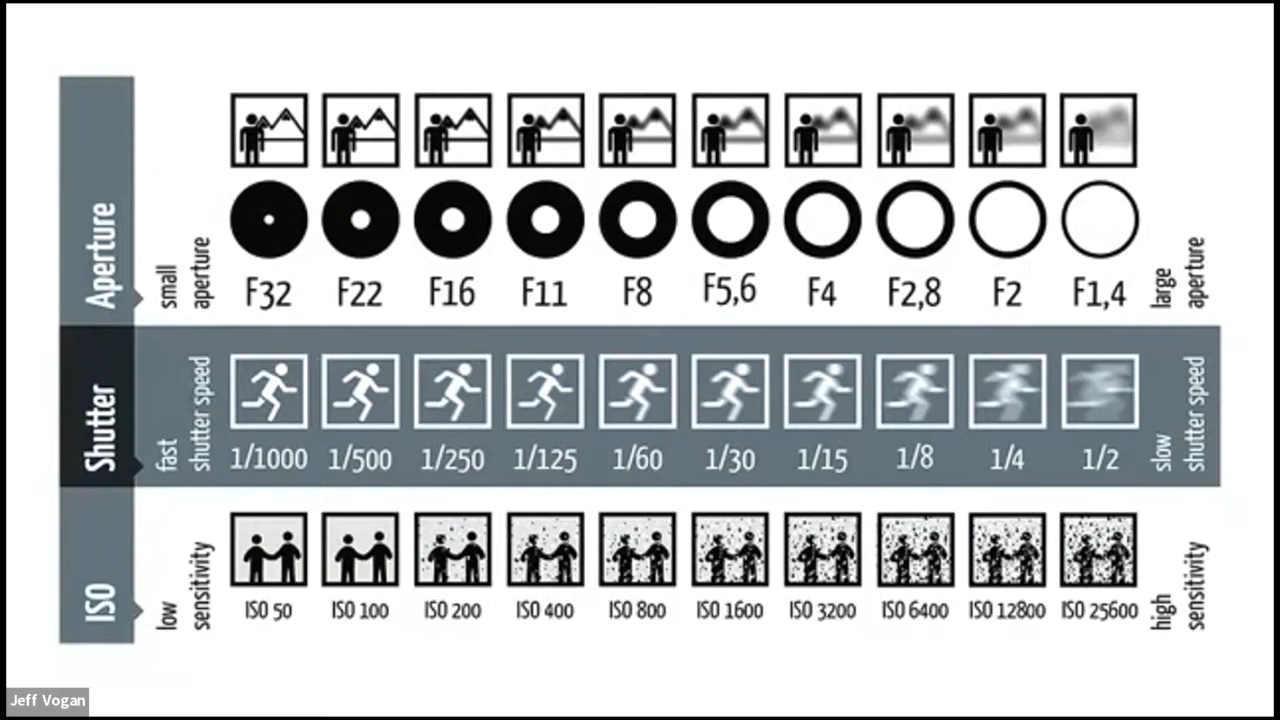 Aperture
small
aperture
F32 F22 F16 F11 F8 F5,6 F4 F2,8 F2 F1,4
large
aperture
Shutter
fast
shutter speed
1/1000 1/500 1/250 1/125 1/60 1/30 1/15 1/8 1/4 1/2
slow
shutter speed
ISO
low
sensitivity
ISO 50 ISO 100 ISO 200 ISO 400 ISO 800 ISO 1600 ISO 3200 ISO 6400 ISO 12800 ISO 25600
high
sensitivity
Jeff Vogan